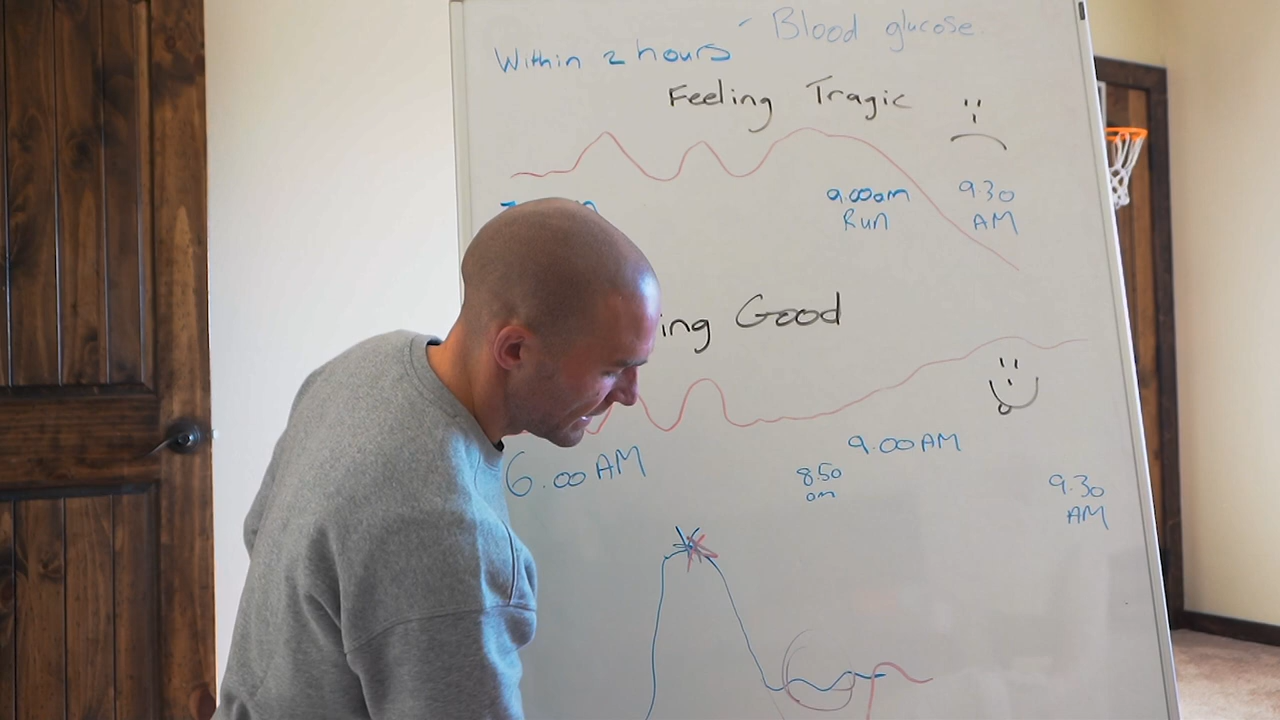 - Blood glucose
Within 2 hours
Feeling Tragic
9.00am
Run
9.30
AM
ing Good
6.00 AM
8.50
am
9.00 AM
9.30
AM